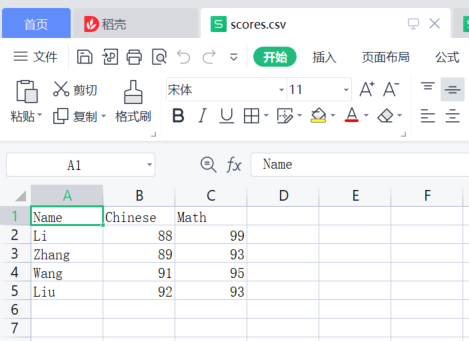 首页 稻壳 S scores.csv S
文件 开始 插入 页面布局 公式
剪切 宋体 11 A+ A-
粘贴 复制 格式刷 B I U A
A1 fx Name
A B C D E F
1 Name Chinese Math
2 Li 88 99
3 Zhang 89 93
4 Wang 91 95
5 Liu 92 93
6
7